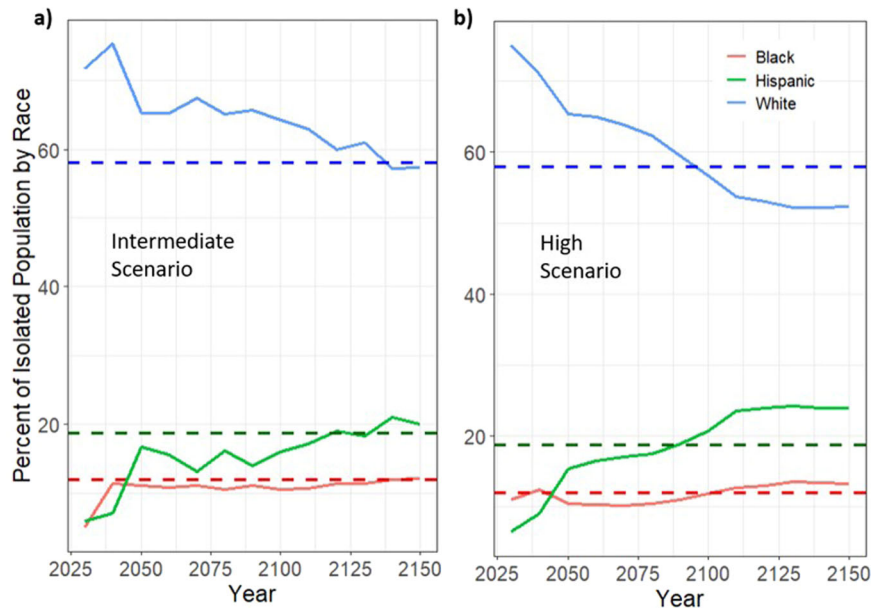 a)
Percent of Isolated Population by Race
60
40
20
Intermediate
Scenario
2025 2050 2075 2100 2125 2150
Year
b)
Black
Hispanic
White
60
40
20
High
Scenario
2025 2050 2075 2100 2125 2150
Year